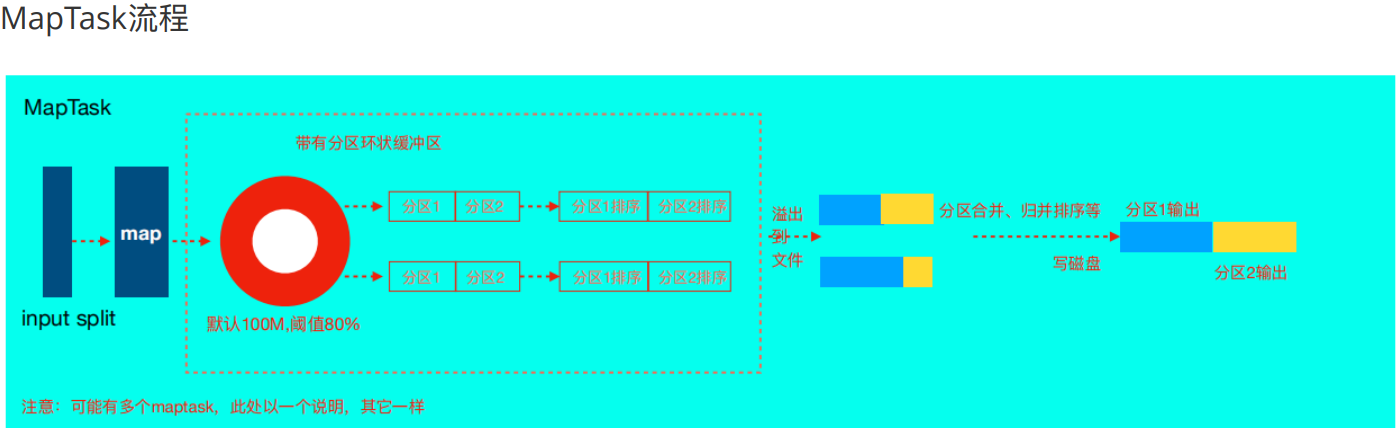 MapTask流程
MapTask
带有分区环状缓冲区
map
input split
默认100M,阈值80%
分区1
分区2
分区1排序
分区2排序
分区1
分区2
分区1排序
分区2排序
溢出
到
文件
分区合并、归并排序等
写磁盘
分区1输出
分区2输出
注意：可能有多个maptask，此处以一个说明，其它一样